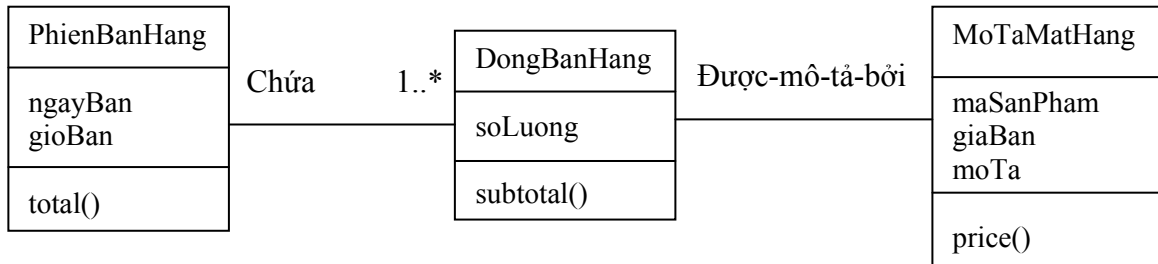 PhienBanHang
ngayBan
gioBan
total()
Chứa 1..*
DongBanHang
soLuong
subtotal()
Được-mô-tả-bởi
MoTaMatHang
maSanPham
giaBan
moTa
price()